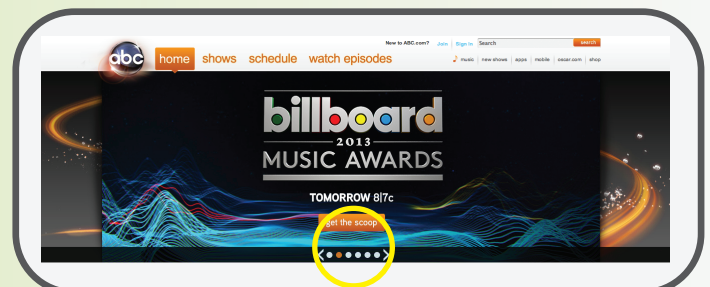 New to ABC.com? Join Sign in Search search
abc home shows schedule watch episodes
music new shows apps mobile oscar.com shop
billboard
2013
MUSIC AWARDS
TOMORROW 8|7c
get the scoop